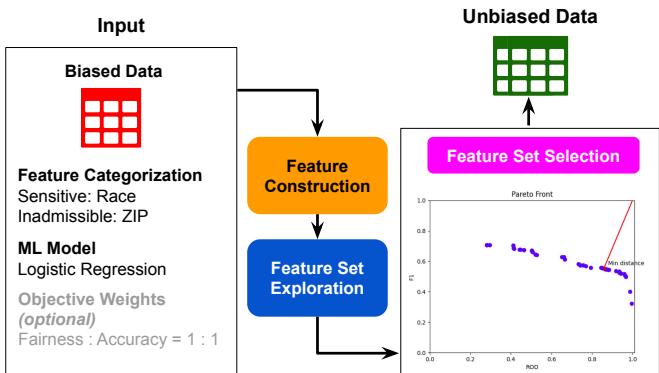 Input
Biased Data
Feature Categorization
Sensitive: Race
Inadmissible: ZIP
ML Model
Logistic Regression
Objective Weights
(optional)
Fairness : Accuracy = 1 : 1
Feature
Construction
Feature Set
Exploration
Unbiased Data
Feature Set Selection
Pareto Front
1.0
0.8
0.6
0.4
0.2
0.0
F1
Min distance
0.0 0.2 0.4 0.6 0.8 1.0
ROD